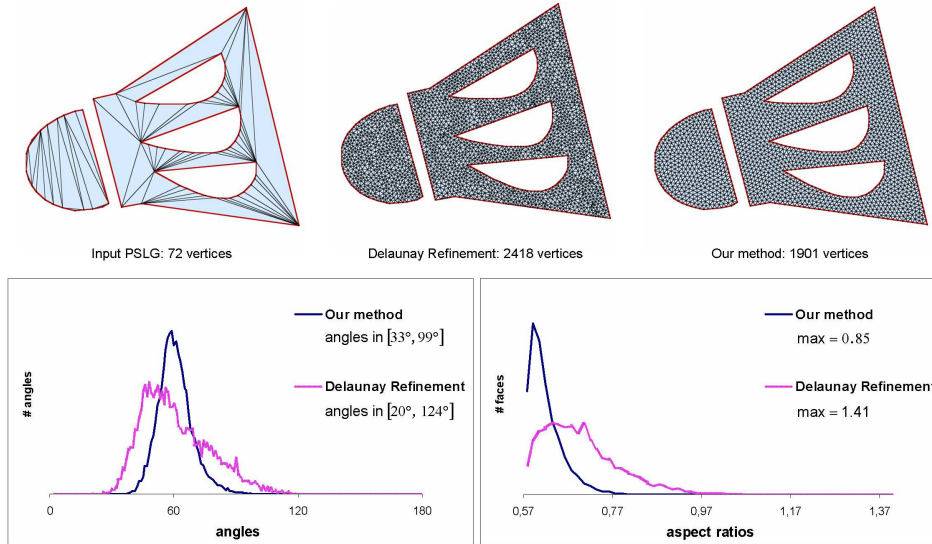 Input PSLG: 72 vertices
Delaunay Refinement: 2418 vertices
Our method: 1901 vertices
Our method
angles in [33°, 99°]
Delaunay Refinement
angles in [20°, 124°]
# angles
0
60
120
180
angles
Our method
max = 0.85
Delaunay Refinement
max = 1.41
# faces
0,57
0,77
0,97
1,17
1,37
aspect ratios